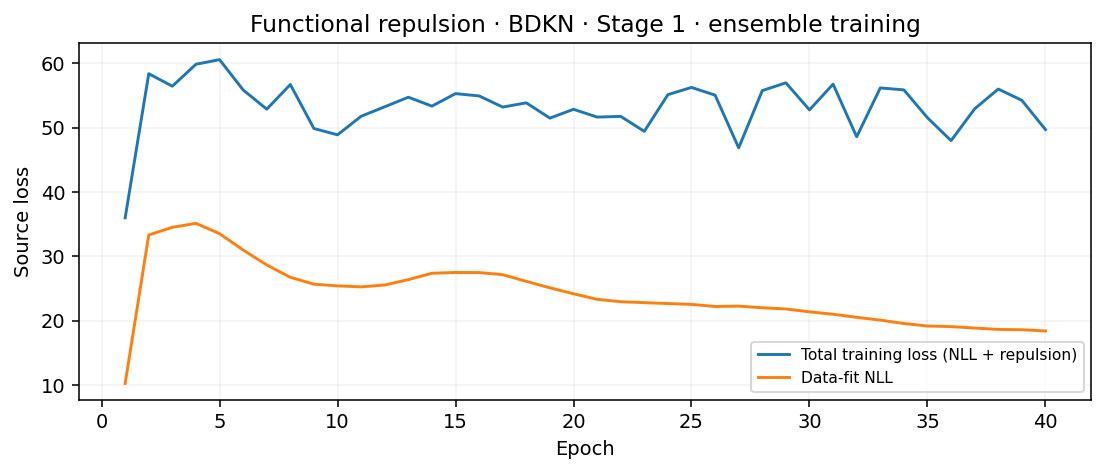 Functional repulsion · BDKN · Stage 1 · ensemble training
Source loss
60
50
40
30
20
10
0 5 10 15 20 25 30 35 40
Epoch
Total training loss (NLL + repulsion)
Data-fit NLL